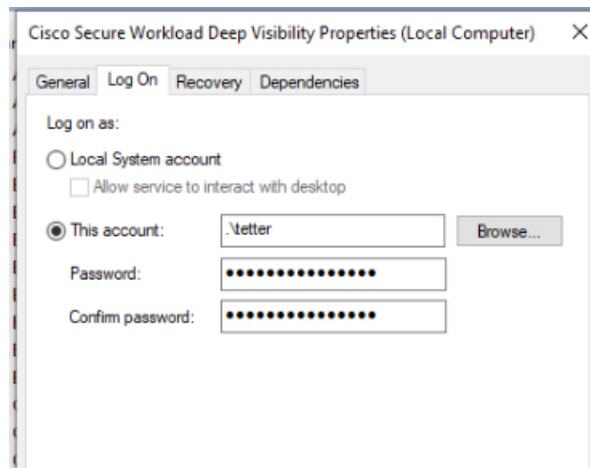 Cisco Secure Workload Deep Visibility Properties (Local Computer)
General Log On Recovery Dependencies
Log on as:
Local System account
Allow service to interact with desktop
This account: .\tetter Browse...
Password: •••••••••••••••
Confirm password: •••••••••••••••